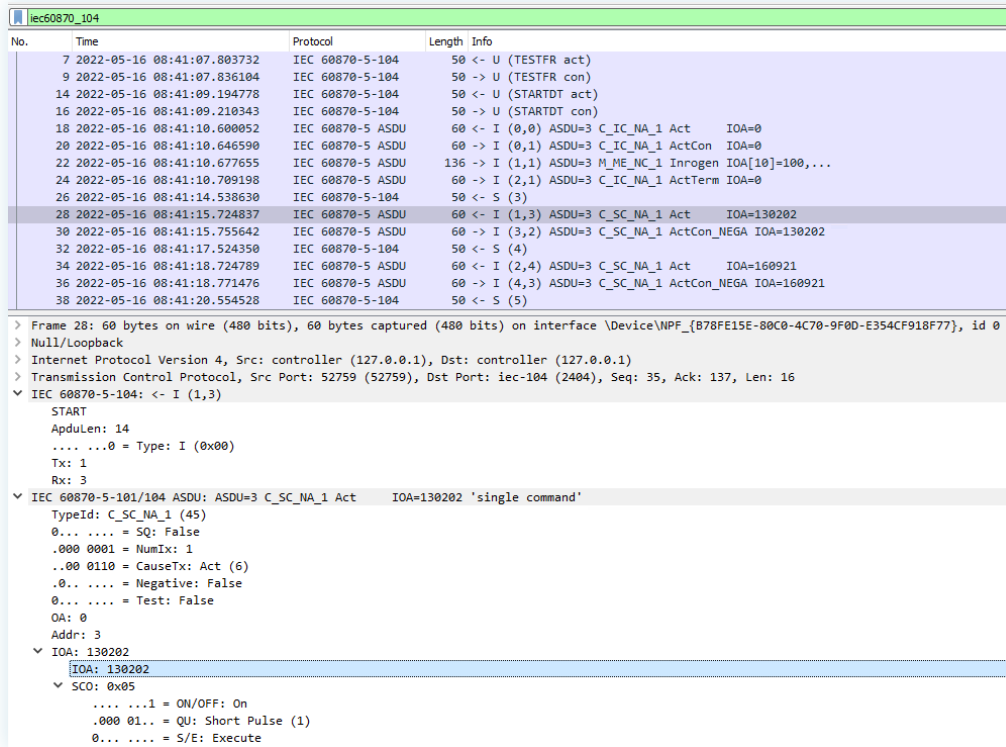 iec60870_104
No. Time Protocol Length Info
7 2022-05-16 08:41:07.803732 IEC 60870-5-104 50 <- U (TESTFR act)
9 2022-05-16 08:41:07.836104 IEC 60870-5-104 50 -> U (TESTFR con)
14 2022-05-16 08:41:09.194778 IEC 60870-5-104 50 <- U (STARTDT act)
16 2022-05-16 08:41:09.210343 IEC 60870-5-104 50 -> U (STARTDT con)
18 2022-05-16 08:41:10.600052 IEC 60870-5 ASDU 60 <- I (0,0) ASDU=3 C_IC_NA_1 Act IOA=0
20 2022-05-16 08:41:10.646590 IEC 60870-5 ASDU 60 -> I (0,1) ASDU=3 C_IC_NA_1 ActCon IOA=0
22 2022-05-16 08:41:10.677655 IEC 60870-5 ASDU 136 -> I (1,1) ASDU=3 M_ME_NC_1 Inrogen IOA[10]=100,...
24 2022-05-16 08:41:10.709198 IEC 60870-5 ASDU 60 -> I (2,1) ASDU=3 C_IC_NA_1 ActTerm IOA=0
26 2022-05-16 08:41:14.538630 IEC 60870-5-104 50 <- S (3)
28 2022-05-16 08:41:15.724837 IEC 60870-5 ASDU 60 <- I (1,3) ASDU=3 C_SC_NA_1 Act IOA=130202
30 2022-05-16 08:41:15.755642 IEC 60870-5 ASDU 60 -> I (3,2) ASDU=3 C_SC_NA_1 ActCon_NEGA IOA=130202
32 2022-05-16 08:41:17.524350 IEC 60870-5-104 50 <- S (4)
34 2022-05-16 08:41:18.724789 IEC 60870-5 ASDU 60 <- I (2,4) ASDU=3 C_SC_NA_1 Act IOA=160921
36 2022-05-16 08:41:18.771476 IEC 60870-5 ASDU 60 -> I (4,3) ASDU=3 C_SC_NA_1 ActCon_NEGA IOA=160921
38 2022-05-16 08:41:20.554528 IEC 60870-5-104 50 <- S (5)
Frame 28: 60 bytes on wire (480 bits), 60 bytes captured (480 bits) on interface \Device\NPF_{B78FE15E-80C0-4C70-9F0D-E354CF918F77}, id 0
Null/Loopback
Internet Protocol Version 4, Src: controller (127.0.0.1), Dst: controller (127.0.0.1)
Transmission Control Protocol, Src Port: 52759 (52759), Dst Port: iec-104 (2404), Seq: 35, Ack: 137, Len: 16
IEC 60870-5-104: <- I (1,3)
START
ApduLen: 14
.... ...0 = Type: I (0x00)
Tx: 1
Rx: 3
IEC 60870-5-101/104 ASDU: ASDU=3 C_SC_NA_1 Act IOA=130202 'single command'
TypeId: C_SC_NA_1 (45)
0... .... = SQ: False
.000 0001 = NumIx: 1
..00 0110 = CauseTx: Act (6)
.0.. .... = Negative: False
0... .... = Test: False
OA: 0
Addr: 3
IOA: 130202
IOA: 130202
SCO: 0x05
.... ...1 = ON/OFF: On
.000 01.. = QU: Short Pulse (1)
0... .... = S/E: Execute